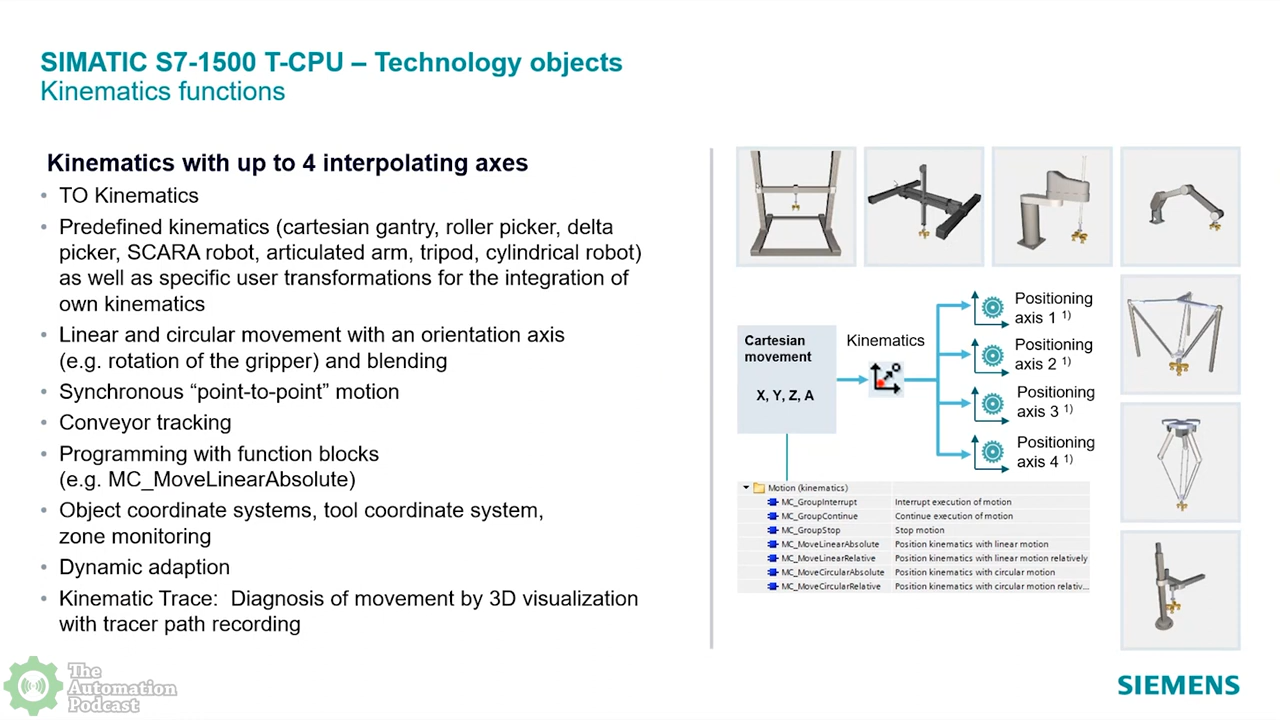 SIMATIC S7-1500 T-CPU – Technology objects
Kinematics functions
Kinematics with up to 4 interpolating axes
• TO Kinematics
• Predefined kinematics (cartesian gantry, roller picker, delta
picker, SCARA robot, articulated arm, tripod, cylindrical robot)
as well as specific user transformations for the integration of
own kinematics
• Linear and circular movement with an orientation axis
(e.g. rotation of the gripper) and blending
• Synchronous “point-to-point” motion
• Conveyor tracking
• Programming with function blocks
(e.g. MC_MoveLinearAbsolute)
• Object coordinate systems, tool coordinate system,
zone monitoring
• Dynamic adaption
• Kinematic Trace: Diagnosis of movement by 3D visualization
with tracer path recording
Cartesian
movement
X, Y, Z, A
Kinematics
Positioning
axis 1 1)
Positioning
axis 2 1)
Positioning
axis 3 1)
Positioning
axis 4 1)
Motion (kinematics)
MC_GroupInterrupt Interrupt execution of motion
MC_GroupContinue Continue execution of motion
MC_GroupStop Stop motion
MC_MoveLinearAbsolute Position kinematics with linear motion
MC_MoveLinearRelative Position kinematics with linear motion relatively
MC_MoveCircularAbsolute Position kinematics with circular motion
MC_MoveCircularRelative Position kinematics with circular motion relativ...
The
Automation
Podcast
SIEMENS